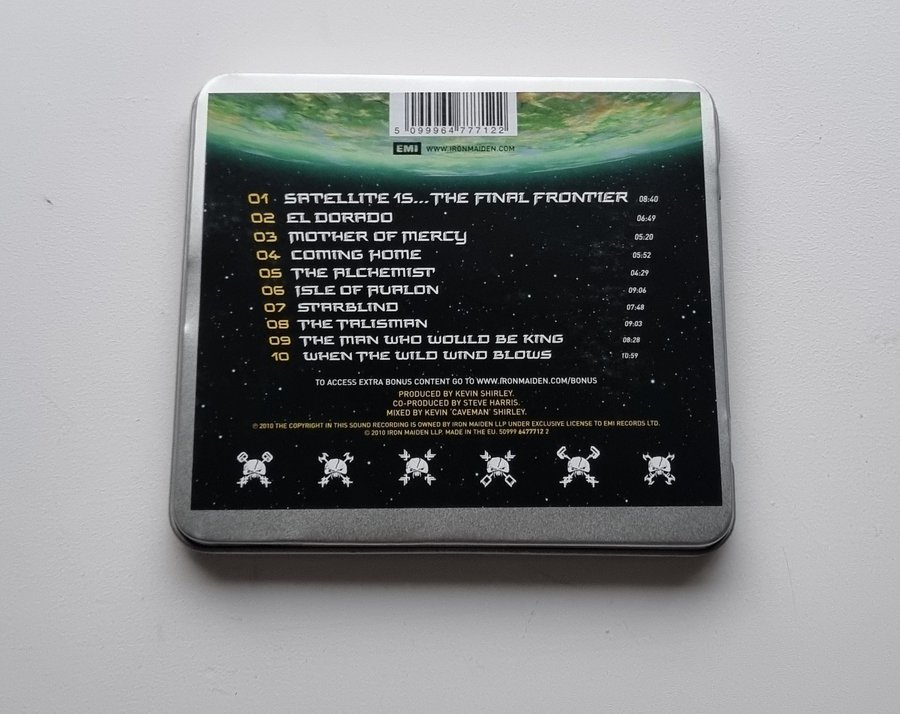 5 099964 777122
EMI WWW.IRONMAIDEN.COM
01 SATELLITE 15...THE FINAL FRONTIER 08:40
02 EL DORADO 06:49
03 MOTHER OF MERCY 05:20
04 COMING HOME 05:52
05 THE ALCHEMIST 04:29
06 ISLE OF AVALON 09:06
07 STARBLIND 07:48
08 THE TALISMAN 09:03
09 THE MAN WHO WOULD BE KING 08:28
10 WHEN THE WILD WIND BLOWS 10:59
TO ACCESS EXTRA BONUS CONTENT GO TO WWW.IRONMAIDEN.COM/BONUS
PRODUCED BY KEVIN SHIRLEY.
CO-PRODUCED BY STEVE HARRIS.
MIXED BY KEVIN 'CAVEMAN' SHIRLEY.
℗ 2010 THE COPYRIGHT IN THIS SOUND RECORDING IS OWNED BY IRON MAIDEN LLP UNDER EXCLUSIVE LICENSE TO EMI RECORDS LTD.
© 2010 IRON MAIDEN LLP. MADE IN THE EU. 50999 6477712 2